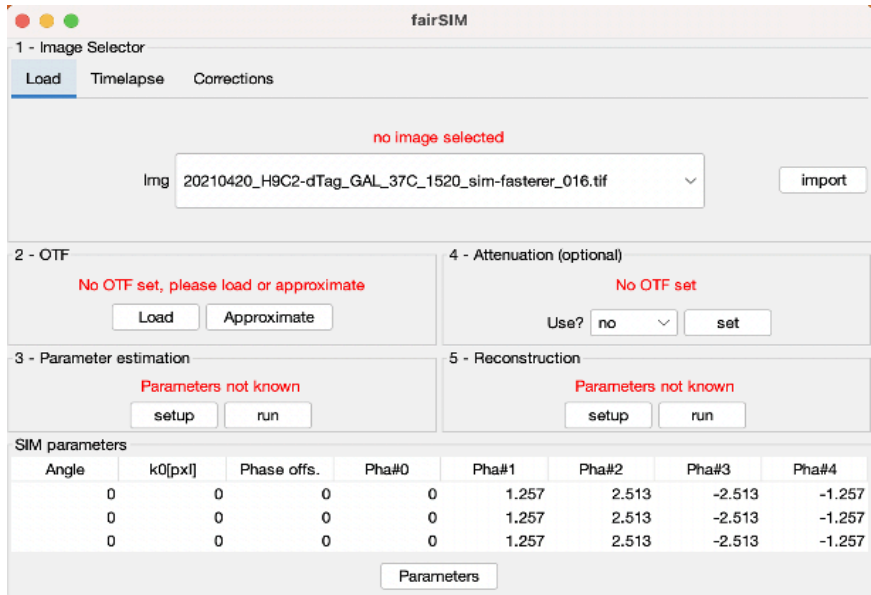 fairSIM
1 - Image Selector
Load Timelapse Corrections
no image selected
Img 20210420_H9C2-dTag_GAL_37C_1520_sim-fasterer_016.tif import
2 - OTF
No OTF set, please load or approximate
Load Approximate
4 - Attenuation (optional)
No OTF set
Use? no set
3 - Parameter estimation
Parameters not known
setup run
5 - Reconstruction
Parameters not known
setup run
SIM parameters
Angle k0[pxl] Phase offs. Pha#0 Pha#1 Pha#2 Pha#3 Pha#4
0 0 0 0 1.257 2.513 -2.513 -1.257
0 0 0 0 1.257 2.513 -2.513 -1.257
0 0 0 0 1.257 2.513 -2.513 -1.257
Parameters